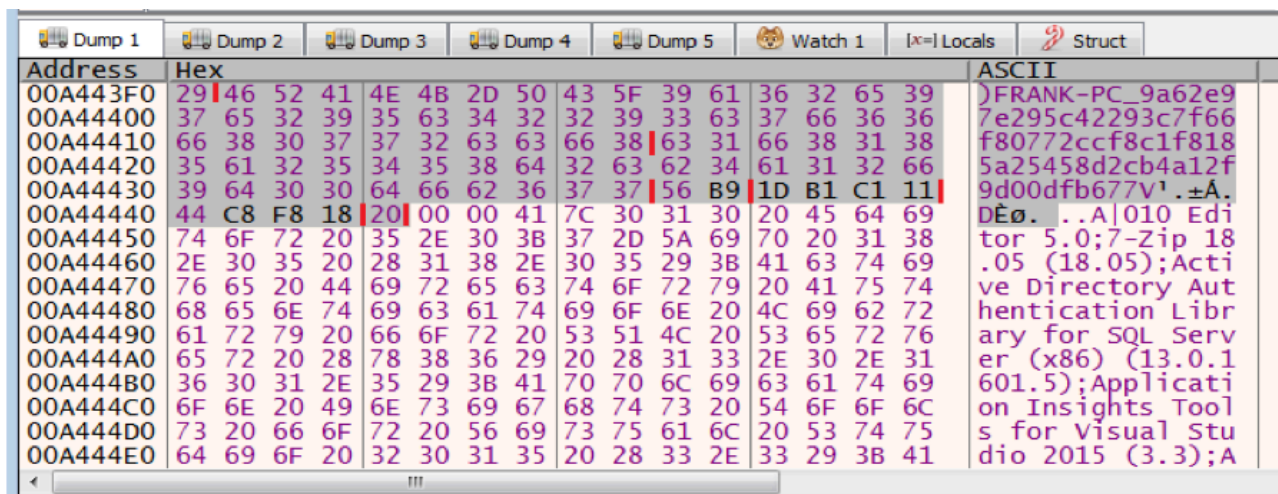 Dump 1 Dump 2 Dump 3 Dump 4 Dump 5 Watch 1 [x=] Locals Struct
Address Hex ASCII
00A443F0 29 46 52 41 4E 4B 2D 50 43 5F 39 61 36 32 65 39 )FRANK-PC_9a62e9
00A44400 37 65 32 39 35 63 34 32 32 39 33 63 37 66 36 36 7e295c42293c7f66
00A44410 66 38 30 37 37 32 63 63 66 38 63 31 66 38 31 38 f80772ccf8c1f818
00A44420 35 61 32 35 34 35 38 64 32 63 62 34 61 31 32 66 5a25458d2cb4a12f
00A44430 39 64 30 30 64 66 62 36 37 37 56 B9 1D B1 C1 11 9d00dfb677V¹.±Á.
00A44440 44 C8 F8 18 20 00 00 41 7C 30 31 30 20 45 64 69 DÈø. ..A|010 Edi
00A44450 74 6F 72 20 35 2E 30 3B 37 2D 5A 69 70 20 31 38 tor 5.0;7-Zip 18
00A44460 2E 30 35 20 28 31 38 2E 30 35 29 3B 41 63 74 69 .05 (18.05);Acti
00A44470 76 65 20 44 69 72 65 63 74 6F 72 79 20 41 75 74 ve Directory Aut
00A44480 68 65 6E 74 69 63 61 74 69 6F 6E 20 4C 69 62 72 hentication Libr
00A44490 61 72 79 20 66 6F 72 20 53 51 4C 20 53 65 72 76 ary for SQL Serv
00A444A0 65 72 20 28 78 38 36 29 20 28 31 33 2E 30 2E 31 er (x86) (13.0.1
00A444B0 36 30 31 2E 35 29 3B 41 70 70 6C 69 63 61 74 69 601.5);Applicati
00A444C0 6F 6E 20 49 6E 73 69 67 68 74 73 20 54 6F 6F 6C on Insights Tool
00A444D0 73 20 66 6F 72 20 56 69 73 75 61 6C 20 53 74 75 s for Visual Stu
00A444E0 64 69 6F 20 32 30 31 35 20 28 33 2E 33 29 3B 41 dio 2015 (3.3);A